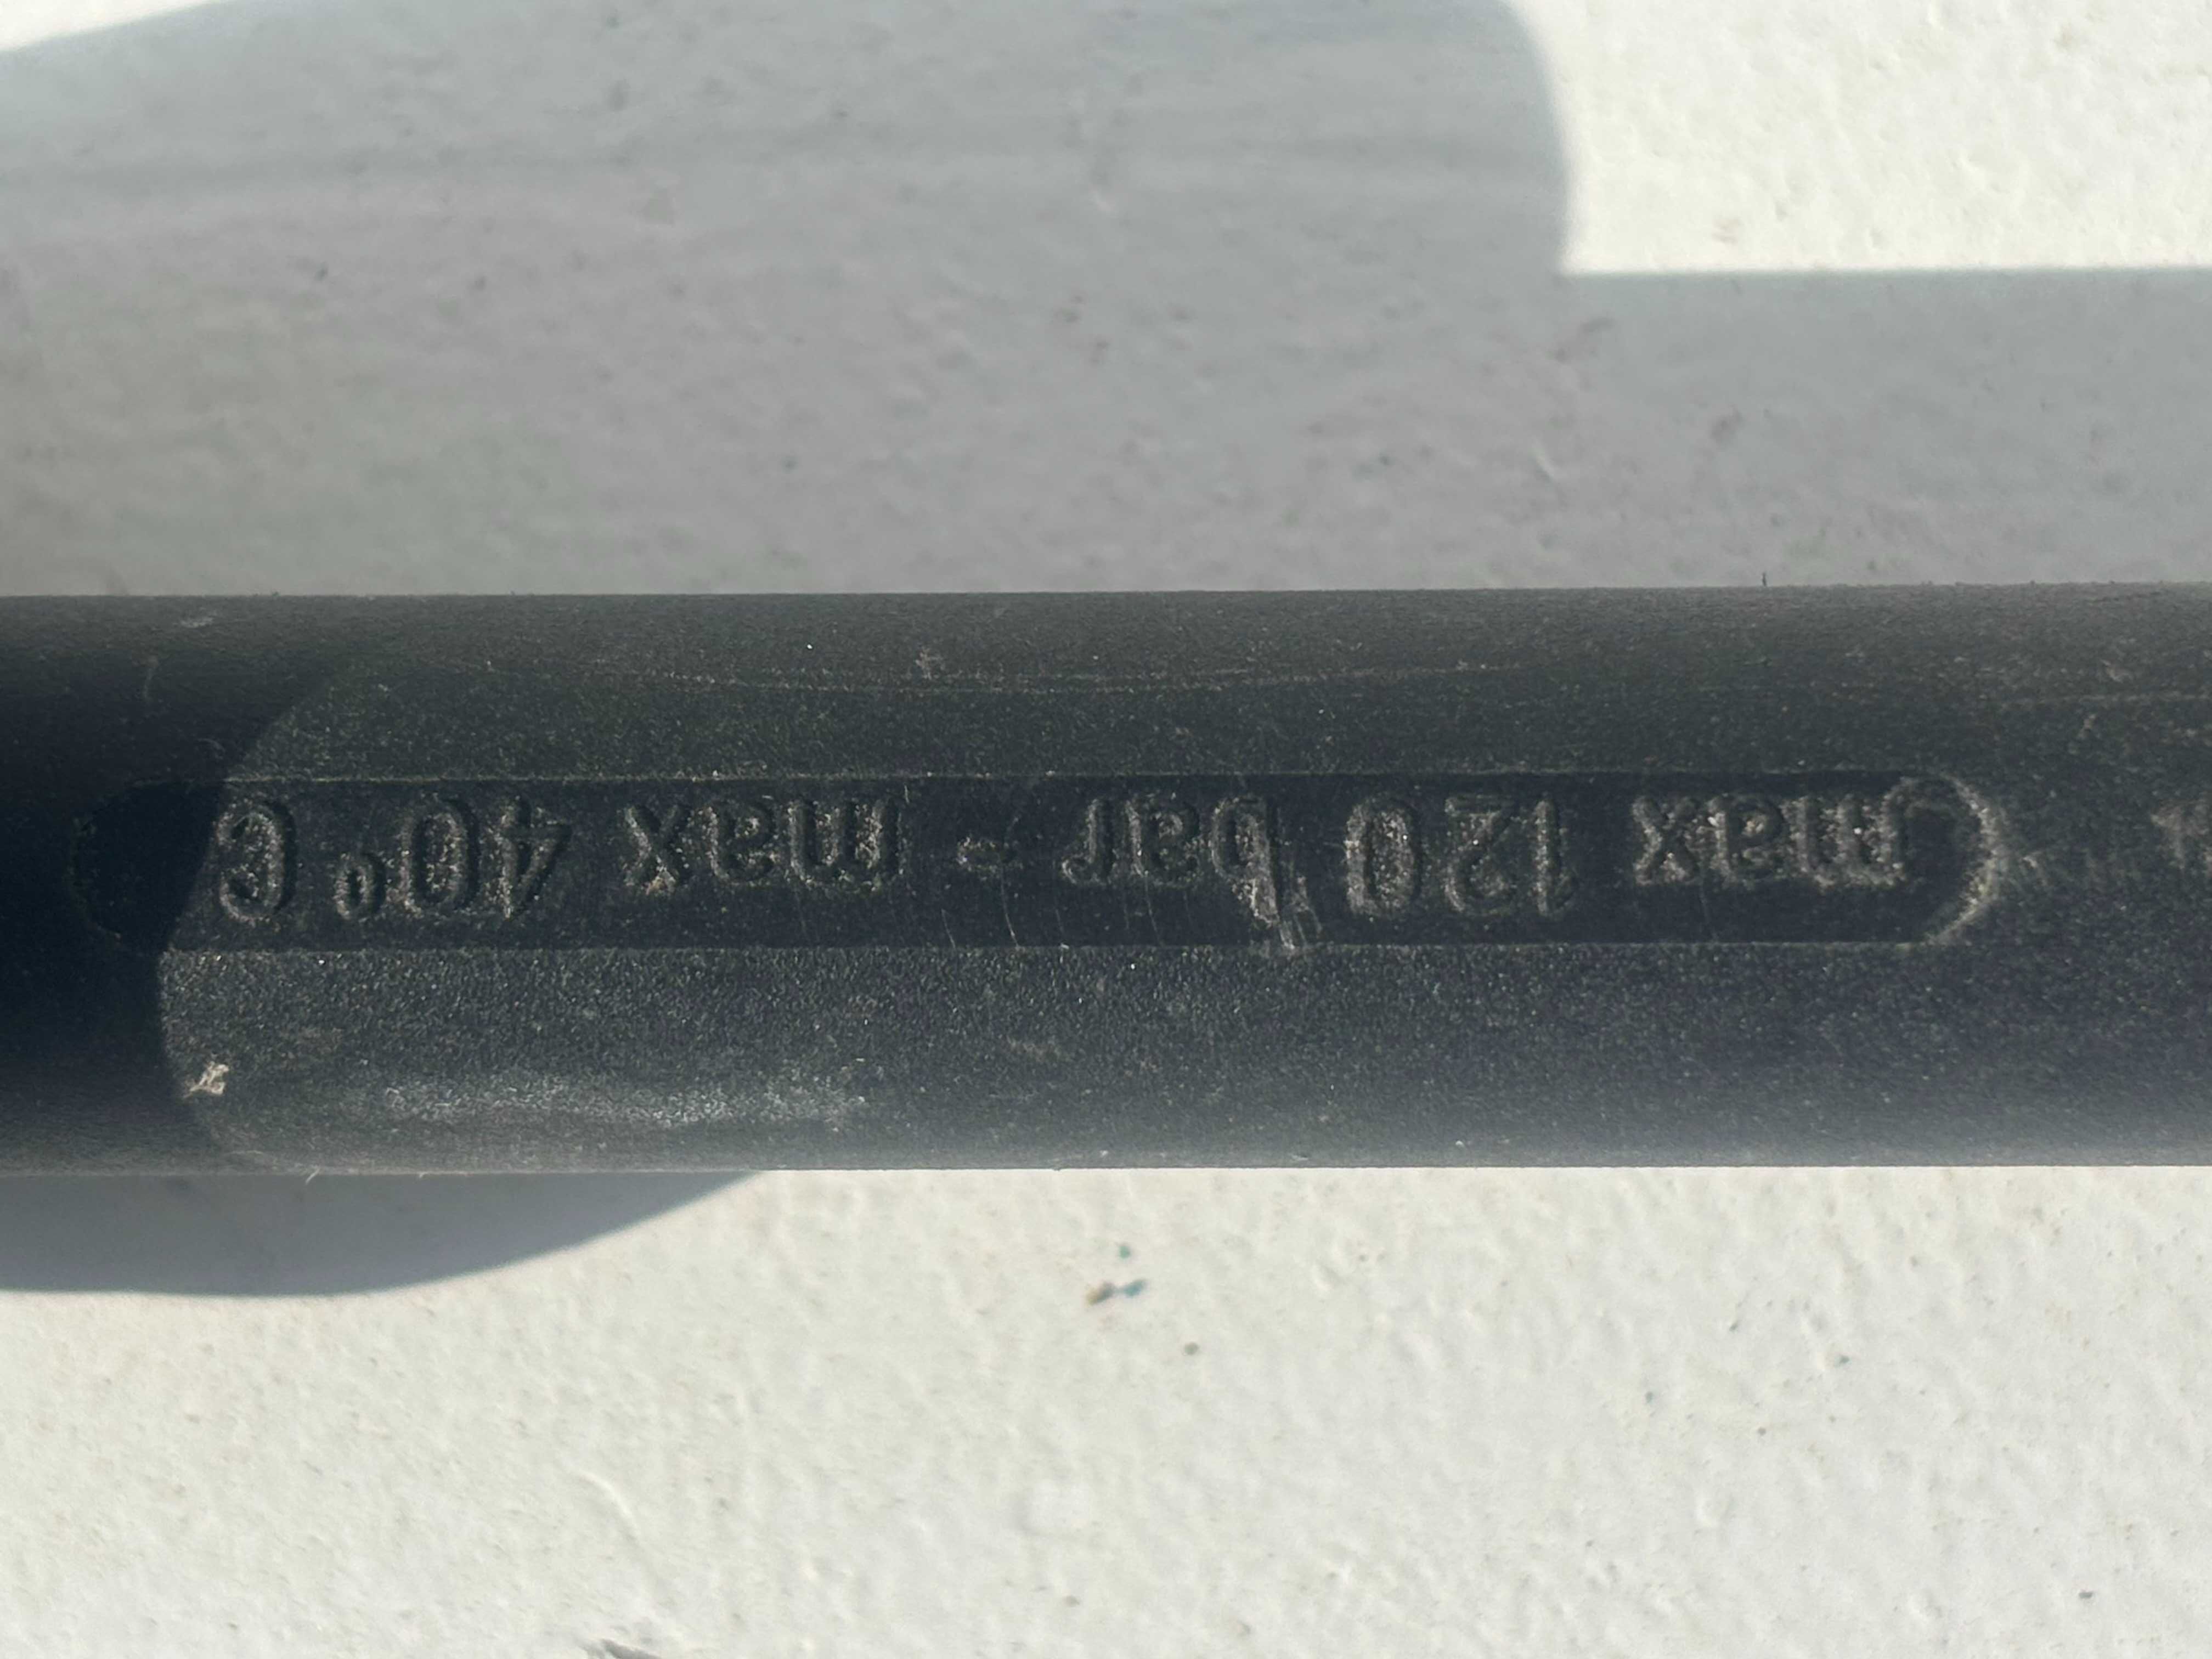 max 120 bar - max 40° C